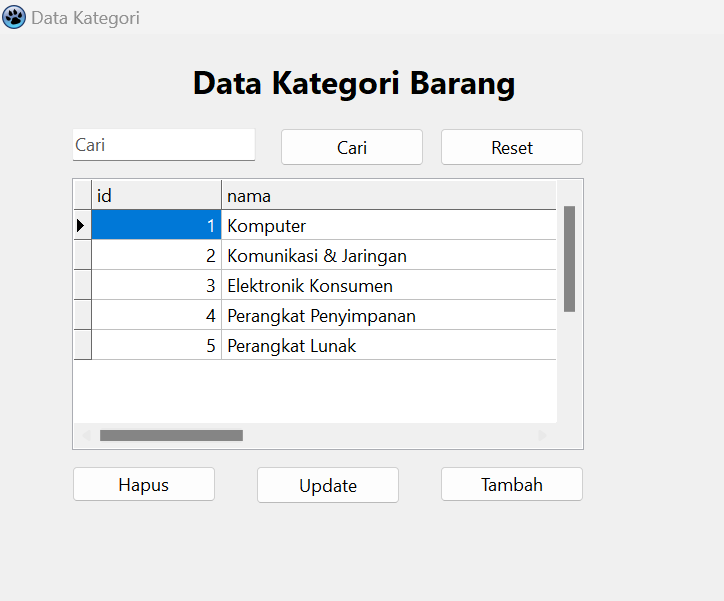 Data Kategori
Data Kategori Barang
Cari Cari Reset
id nama
1 Komputer
2 Komunikasi & Jaringan
3 Elektronik Konsumen
4 Perangkat Penyimpanan
5 Perangkat Lunak
Hapus Update Tambah